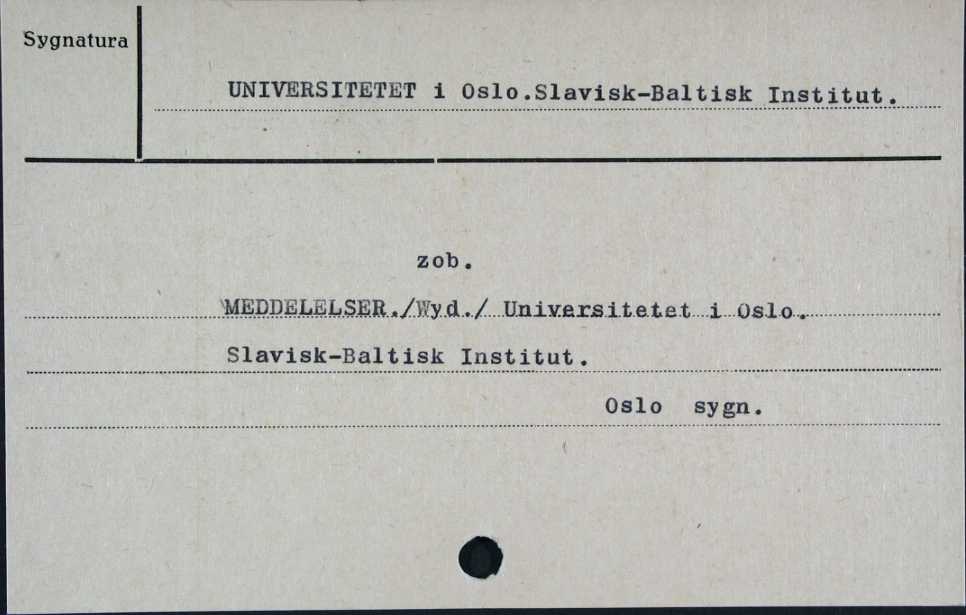 Sygnatura
UNIVERSITETET i Oslo.Slavisk-Baltisk Institut.
zob.
MEDDELELSER./Wyd./ Universitetet i Oslo.
Slavisk-Baltisk Institut.
Oslo sygn.